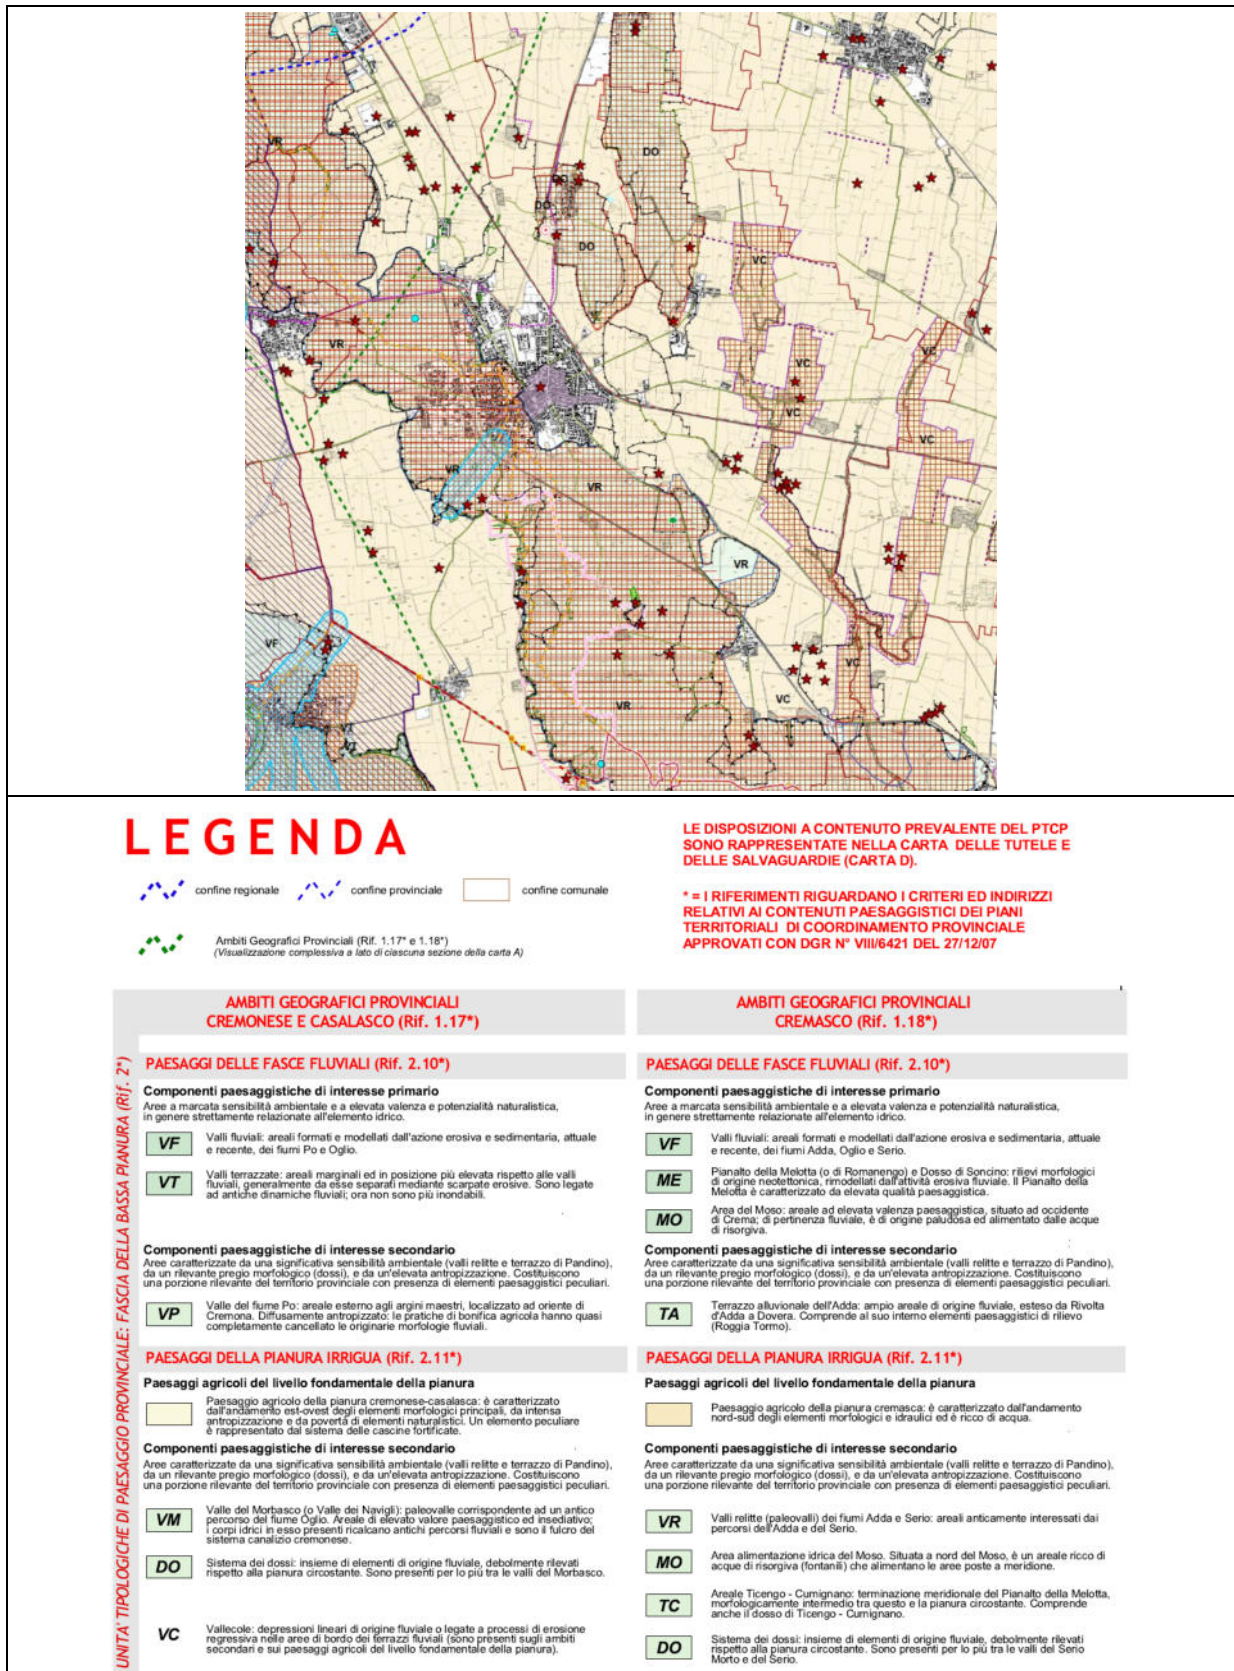 VR
DO
DO
DO
DO
VC
VR
VC
VC
VC
VR
VR
VR
VF
VC
VC
VR
VT
LEGENDA
confine regionale
confine provinciale
confine comunale
Ambiti Geografici Provinciali (Rif. 1.17* e 1.18*)
(Visualizzazione complessiva a lato di ciascuna sezione della carta A)
LE DISPOSIZIONI A CONTENUTO PREVALENTE DEL PTCP
SONO RAPPRESENTATE NELLA CARTA DELLE TUTELE E
DELLE SALVAGUARDIE (CARTA D).
* = I RIFERIMENTI RIGUARDANO I CRITERI ED INDIRIZZI
RELATIVI AI CONTENUTI PAESAGGISTICI DEI PIANI
TERRITORIALI DI COORDINAMENTO PROVINCIALE
APPROVATI CON DGR N° VIII/6421 DEL 27/12/07
UNITA' TIPOLOGICHE DI PAESAGGIO PROVINCIALE: FASCIA DELLA BASSA PIANURA (Rif. 2*)
AMBITI GEOGRAFICI PROVINCIALI
CREMONESE E CASALASCO (Rif. 1.17*)
PAESAGGI DELLE FASCE FLUVIALI (Rif. 2.10*)
Componenti paesaggistiche di interesse primario
Aree a marcata sensibilità ambientale e a elevata valenza e potenzialità naturalistica,
in genere strettamente relazionate all'elemento idrico.
VF
Valli fluviali: areali formati e modellati dall'azione erosiva e sedimentaria, attuale
e recente, dei fiumi Po e Oglio.
VT
Valli terrazzate: areali marginali ed in posizione più elevata rispetto alle valli
fluviali, generalmente da esse separati mediante scarpate erosive. Sono legate
ad antiche dinamiche fluviali; ora non sono più inondabili.
Componenti paesaggistiche di interesse secondario
Aree caratterizzate da una significativa sensibilità ambientale (valli relitte e terrazzo di Pandino),
da un rilevante pregio morfologico (dossi), e da un'elevata antropizzazione. Costituiscono
una porzione rilevante del territorio provinciale con presenza di elementi paesaggistici peculiari.
VP
Valle del fiume Po: areale esterno agli argini maestri, localizzato ad oriente di
Cremona. Diffusamente antropizzato: le pratiche di bonifica agricola hanno quasi
completamente cancellato le originarie morfologie fluviali.
PAESAGGI DELLA PIANURA IRRIGUA (Rif. 2.11*)
Paesaggi agricoli del livello fondamentale della pianura
Paesaggio agricolo della pianura cremonese-casalasca: è caratterizzato
dall'andamento est-ovest degli elementi morfologici principali, da intensa
antropizzazione e da povertà di elementi naturalistici. Un elemento peculiare
è rappresentato dal sistema delle cascine fortificate.
Componenti paesaggistiche di interesse secondario
Aree caratterizzate da una significativa sensibilità ambientale (valli relitte e terrazzo di Pandino),
da un rilevante pregio morfologico (dossi), e da un'elevata antropizzazione. Costituiscono
una porzione rilevante del territorio provinciale con presenza di elementi paesaggistici peculiari.
VM
Valle del Morbasco (o Valle dei Navigli): paleovalle corrispondente ad un antico
percorso del fiume Oglio. Areale di elevato valore paesaggistico ed insediativo;
i corpi idrici in esso presenti ricalcano antichi percorsi fluviali e sono il fulcro del
sistema canalizio cremonese.
DO
Sistema dei dossi: insieme di elementi di origine fluviale, debolmente rilevati
rispetto alla pianura circostante. Sono presenti per lo più tra le valli del Morbasco.
VC
Vallecole: depressioni lineari di origine fluviale o legate a processi di erosione
regressiva nelle aree di bordo dei terrazzi fluviali (sono presenti sugli ambiti
secondari e sui paesaggi agricoli del livello fondamentale della pianura).
AMBITI GEOGRAFICI PROVINCIALI
CREMASCO (Rif. 1.18*)
PAESAGGI DELLE FASCE FLUVIALI (Rif. 2.10*)
Componenti paesaggistiche di interesse primario
Aree a marcata sensibilità ambientale e a elevata valenza e potenzialità naturalistica,
in genere strettamente relazionate all'elemento idrico.
VF
Valli fluviali: areali formati e modellati dall'azione erosiva e sedimentaria, attuale
e recente, dei fiumi Adda, Oglio e Serio.
ME
Pianalto della Melotta (o di Romanengo) e Dosso di Soncino: rilievi morfologici
di origine neotettonica, rimodellati dall'attività erosiva fluviale. Il Pianalto della
Melotta è caratterizzato da elevata qualità paesaggistica.
MO
Area del Moso: areale ad elevata valenza paesaggistica, situato ad occidente
di Crema; di pertinenza fluviale, è di origine paludosa ed alimentato dalle acque
di risorgiva.
Componenti paesaggistiche di interesse secondario
Aree caratterizzate da una significativa sensibilità ambientale (valli relitte e terrazzo di Pandino),
da un rilevante pregio morfologico (dossi), e da un'elevata antropizzazione. Costituiscono
una porzione rilevante del territorio provinciale con presenza di elementi paesaggistici peculiari.
TA
Terrazzo alluvionale dell'Adda: ampio areale di origine fluviale, esteso da Rivolta
d'Adda a Dovera. Comprende al suo interno elementi paesaggistici di rilievo
(Roggia Tormo).
PAESAGGI DELLA PIANURA IRRIGUA (Rif. 2.11*)
Paesaggi agricoli del livello fondamentale della pianura
Paesaggio agricolo della pianura cremasca: è caratterizzato dall'andamento
nord-sud degli elementi morfologici e idraulici ed è ricco di acqua.
Componenti paesaggistiche di interesse secondario
Aree caratterizzate da una significativa sensibilità ambientale (valli relitte e terrazzo di Pandino),
da un rilevante pregio morfologico (dossi), e da un'elevata antropizzazione. Costituiscono
una porzione rilevante del territorio provinciale con presenza di elementi paesaggistici peculiari.
VR
Valli relitte (paleovalli) dei fiumi Adda e Serio: areali anticamente interessati dai
percorsi dell'Adda e del Serio.
MO
Area alimentazione idrica del Moso. Situata a nord del Moso, è un areale ricco di
acque di risorgiva (fontanili) che alimentano le aree poste a meridione.
TC
Areale Ticengo - Cumignano: terminazione meridionale del Pianalto della Melotta,
morfologicamente intermedio tra questo e la pianura circostante. Comprende
anche il dosso di Ticengo - Cumignano.
DO
Sistema dei dossi: insieme di elementi di origine fluviale, debolmente rilevati
rispetto alla pianura circostante. Sono presenti per lo più tra le valli del Serio
Morto e del Serio.